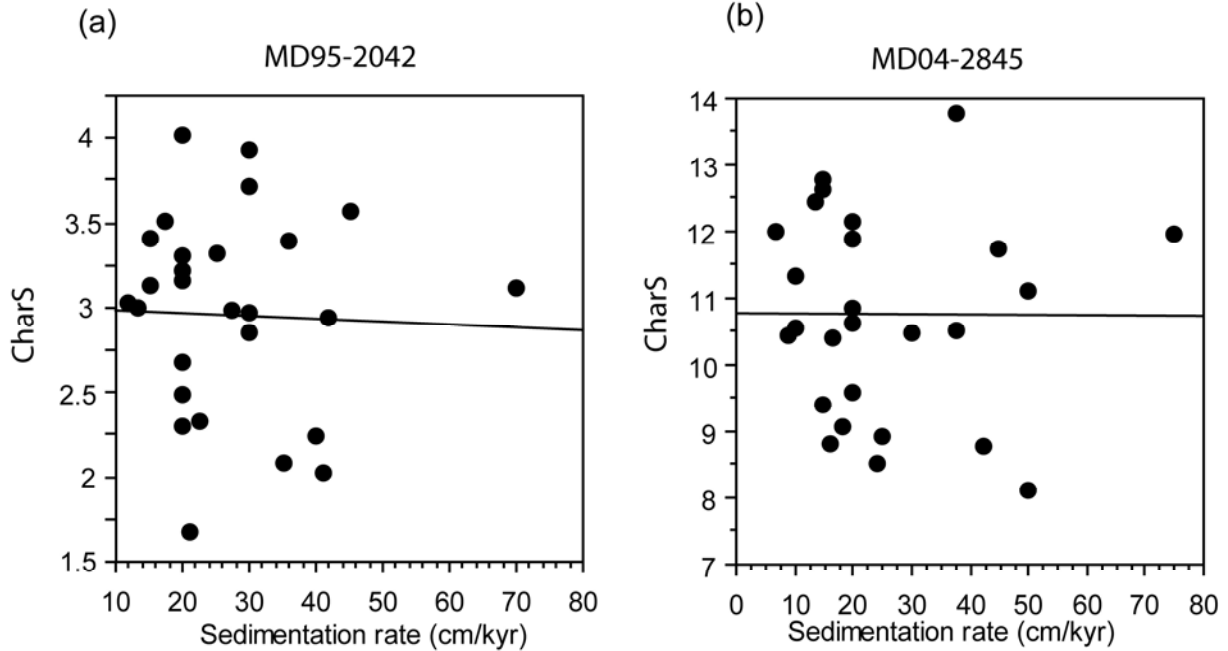 (a)
MD95-2042
CharS
4
3.5
3
2.5
2
1.5
10 20 30 40 50 60 70 80
Sedimentation rate (cm/kyr)
(b)
MD04-2845
CharS
14
13
12
11
10
9
8
7
0 10 20 30 40 50 60 70 80
Sedimentation rate (cm/kyr)